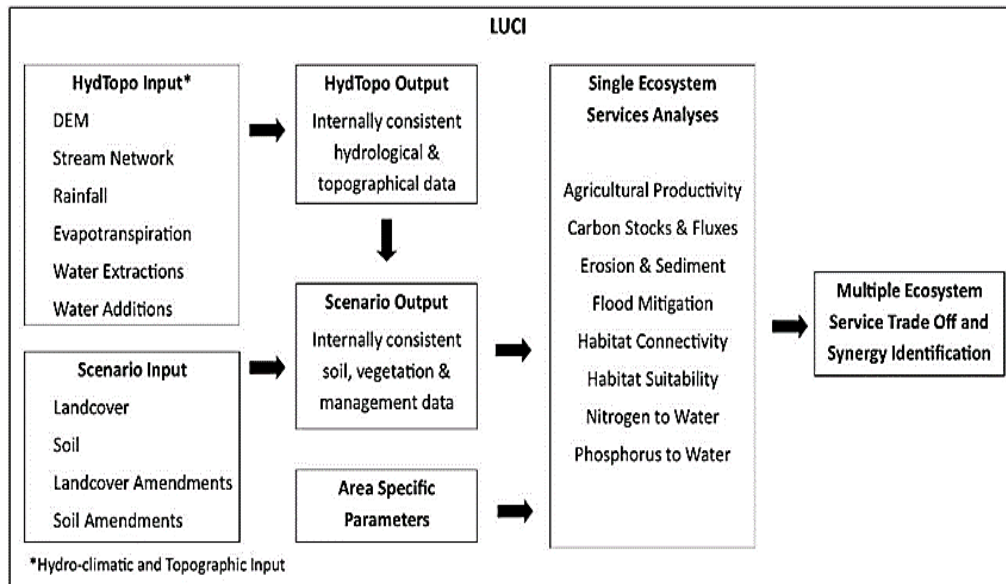 LUCI
HydTopo Input*
DEM
Stream Network
Rainfall
Evapotranspiration
Water Extractions
Water Additions
HydTopo Output
Internally consistent
hydrological &
topographical data
Scenario Input
Landcover
Soil
Landcover Amendments
Soil Amendments
Scenario Output
Internally consistent
soil, vegetation &
management data
Area Specific
Parameters
Single Ecosystem
Services Analyses
Agricultural Productivity
Carbon Stocks & Fluxes
Erosion & Sediment
Flood Mitigation
Habitat Connectivity
Habitat Suitability
Nitrogen to Water
Phosphorus to Water
Multiple Ecosystem
Service Trade Off and
Synergy Identification
*Hydro-climatic and Topographic Input